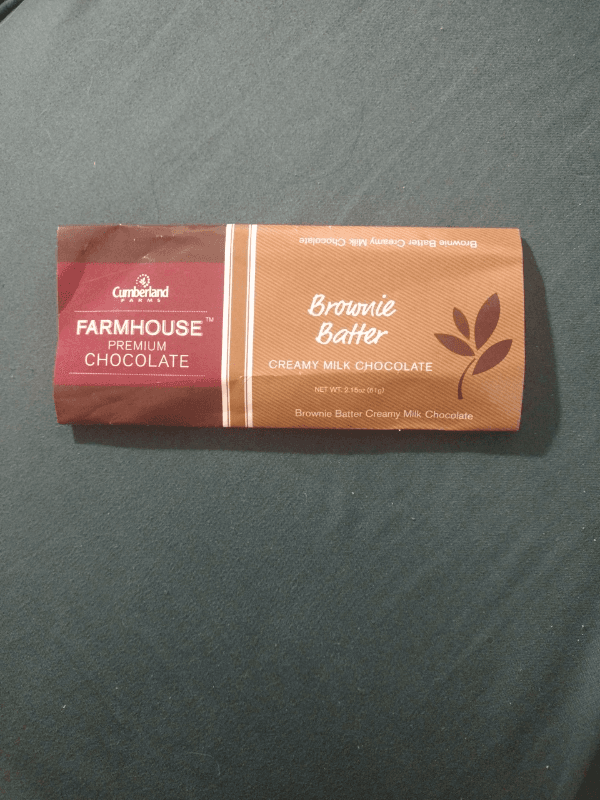 Brownie Batter Creamy Milk Chocolate
Cumberland
FARMS
FARMHOUSE™
PREMIUM
CHOCOLATE
Brownie
Batter
CREAMY MILK CHOCOLATE
NET WT. 2.15oz (61g)
Brownie Batter Creamy Milk Chocolate